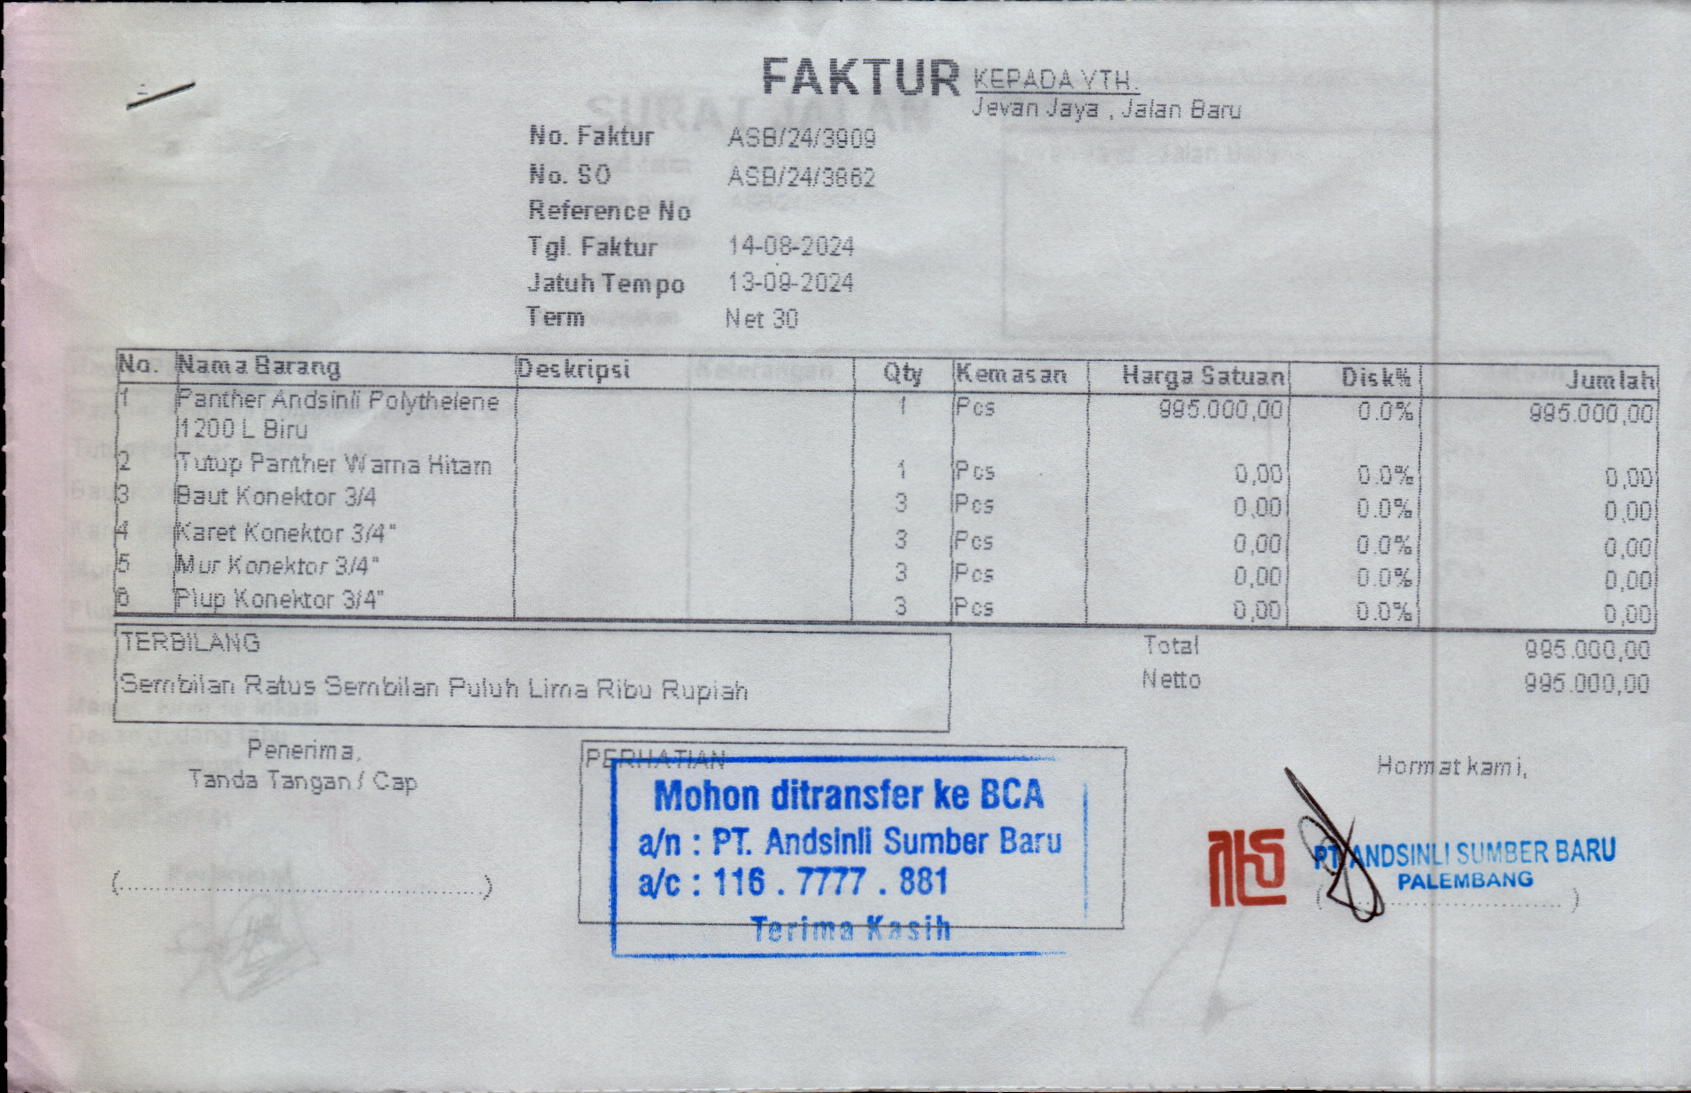 FAKTUR
KEPADA YTH.
Jevan Jaya , Jalan Baru
No. Faktur ASB/24/3909
No. SO ASB/24/3862
Reference No
Tgl. Faktur 14-08-2024
Jatuh Tempo 13-09-2024
Term Net 30
No. Nama Barang Deskripsi Qty Kemasan Harga Satuan Disk% Jumlah
1 Panther Andsinli Polythelene 1 Pcs 995.000,00 0.0% 995.000,00
1200 L Biru
2 Tutup Panther Warna Hitam 1 Pcs 0,00 0.0% 0,00
3 Baut Konektor 3/4 3 Pcs 0,00 0.0% 0,00
4 Karet Konektor 3/4" 3 Pcs 0,00 0.0% 0,00
5 Mur Konektor 3/4" 3 Pcs 0,00 0.0% 0,00
6 Plup Konektor 3/4" 3 Pcs 0,00 0.0% 0,00
TERBILANG
Sembilan Ratus Sembilan Puluh Lima Ribu Rupiah
Total 995.000,00
Netto 995.000,00
Penerima,
Tanda Tangan / Cap
(................................................)
PERHATIAN
Mohon ditransfer ke BCA
a/n : PT. Andsinli Sumber Baru
a/c : 116 . 7777 . 881
Terima Kasih
Hormat kami,
PT. ANDSINLI SUMBER BARU
PALEMBANG